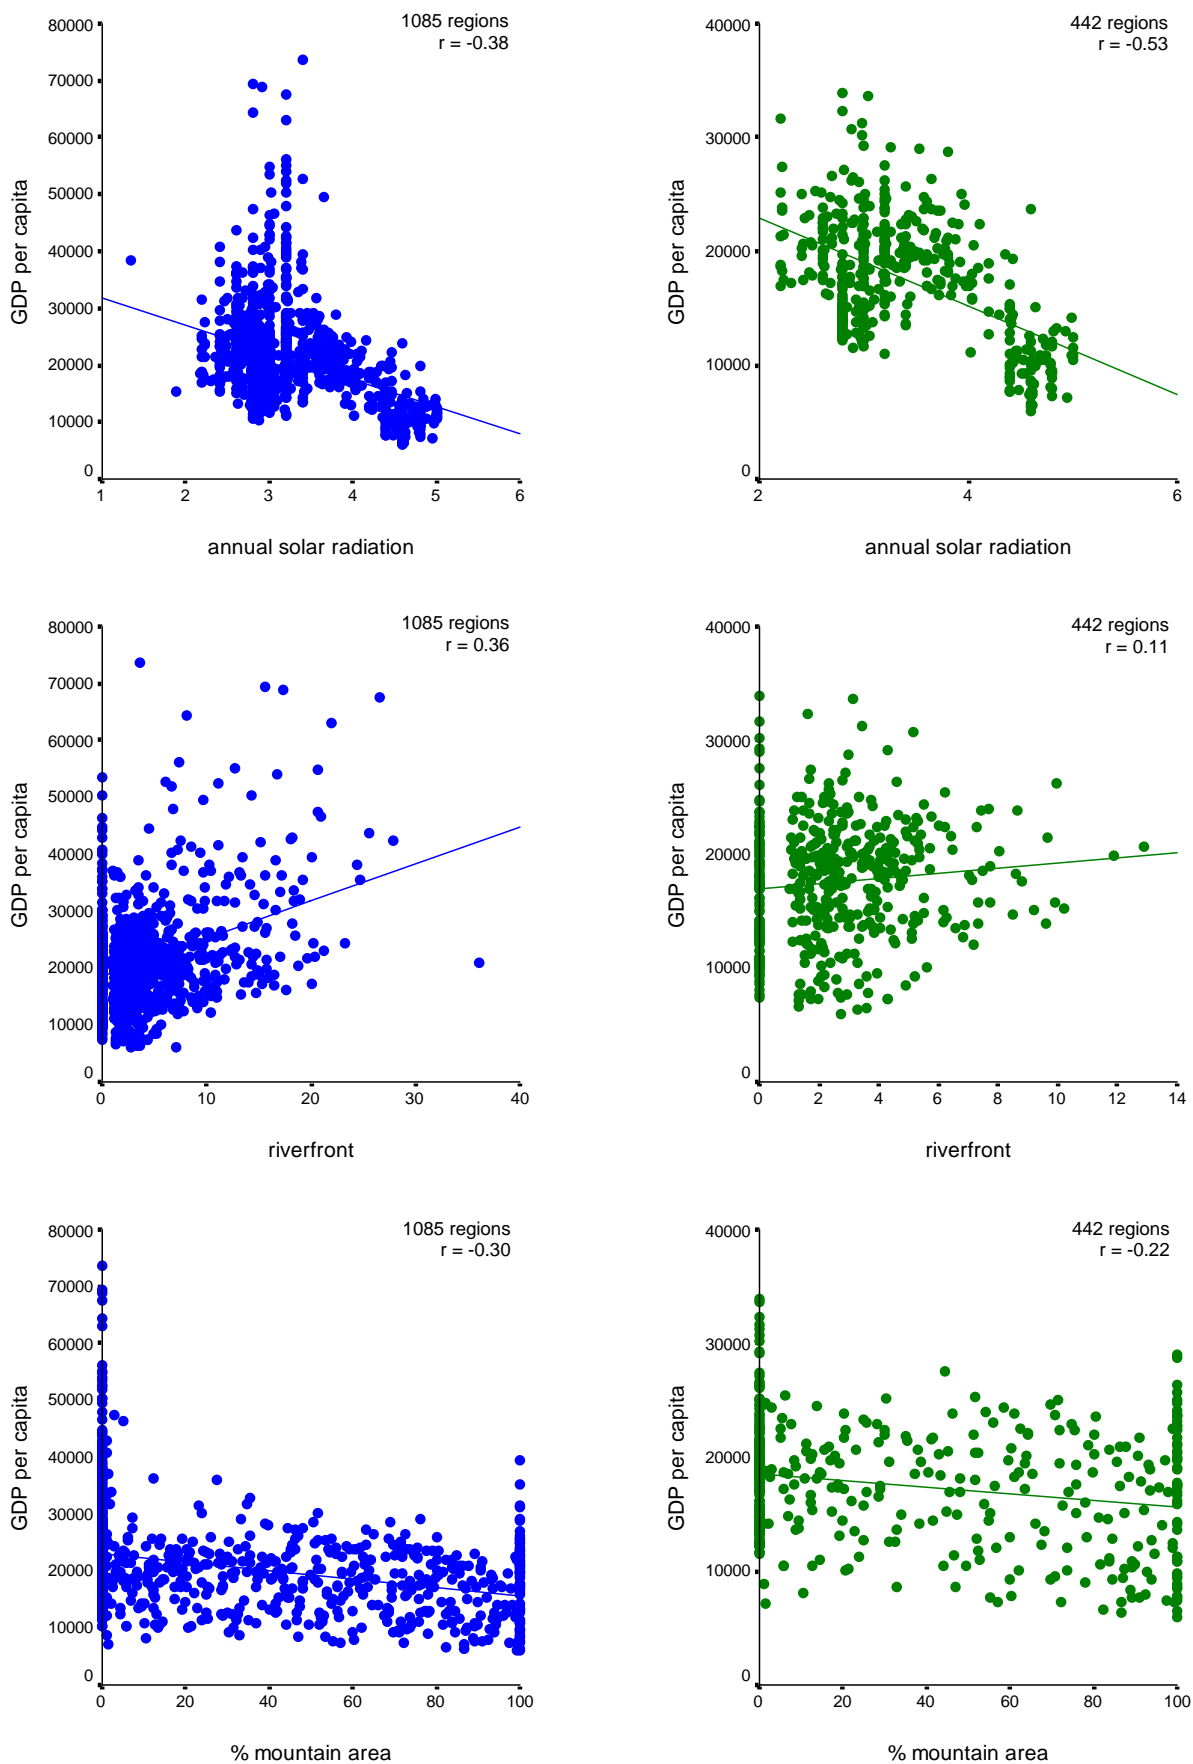 1085 regions
r = -0.38
80000
70000
60000
50000
40000
30000
20000
10000
0
GDP per capita
1 2 3 4 5 6
annual solar radiation
442 regions
r = -0.53
40000
30000
20000
10000
0
GDP per capita
2 4 6
annual solar radiation
1085 regions
r = 0.36
80000
70000
60000
50000
40000
30000
20000
10000
0
GDP per capita
0 10 20 30 40
riverfront
442 regions
r = 0.11
40000
30000
20000
10000
0
GDP per capita
0 2 4 6 8 10 12 14
riverfront
1085 regions
r = -0.30
80000
70000
60000
50000
40000
30000
20000
10000
0
GDP per capita
0 20 40 60 80 100
% mountain area
442 regions
r = -0.22
40000
30000
20000
10000
0
GDP per capita
0 20 40 60 80 100
% mountain area